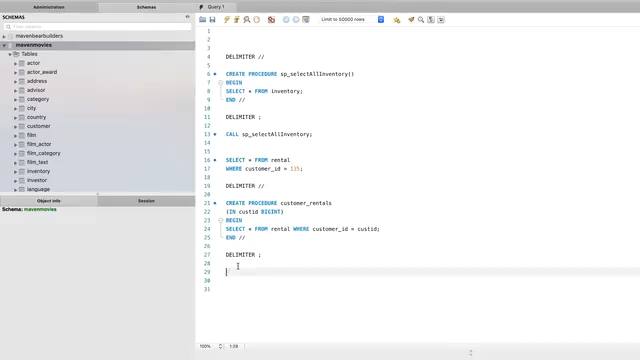 Administration
Schemas
Query 1
SCHEMAS
Limit to 50000 rows
mavenbearbuilders
mavenmovies
Tables
actor
actor_award
address
advisor
category
city
country
customer
film
film_actor
film_category
film_text
inventory
investor
language
Object Info
Session
Schema: mavenmovies
1
2
3
4 DELIMITER //
5
6 CREATE PROCEDURE sp_selectAllInventory()
7 BEGIN
8 SELECT * FROM inventory;
9 END //
10
11 DELIMITER ;
12
13 CALL sp_selectAllInventory;
14
15
16 SELECT * FROM rental
17 WHERE customer_id = 135;
18
19 DELIMITER //
20
21 CREATE PROCEDURE customer_rentals
22 (IN custid BIGINT)
23 BEGIN
24 SELECT * FROM rental WHERE customer_id = custid;
25 END //
26
27 DELIMITER ;
28
29
30
31
100%